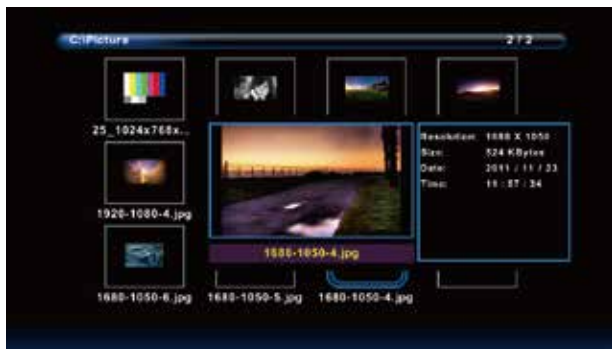 C:\Picture 2 / 2
25_1024x768x...
Resolution: 1680 X 1050
Size: 524 KBytes
Date: 2011 / 11 / 23
Time: 11 : 57 : 34
1920-1080-4.jpg
1680-1050-4.jpg
1680-1050-6.jpg 1680-1050-5.jpg 1680-1050-4.jpg